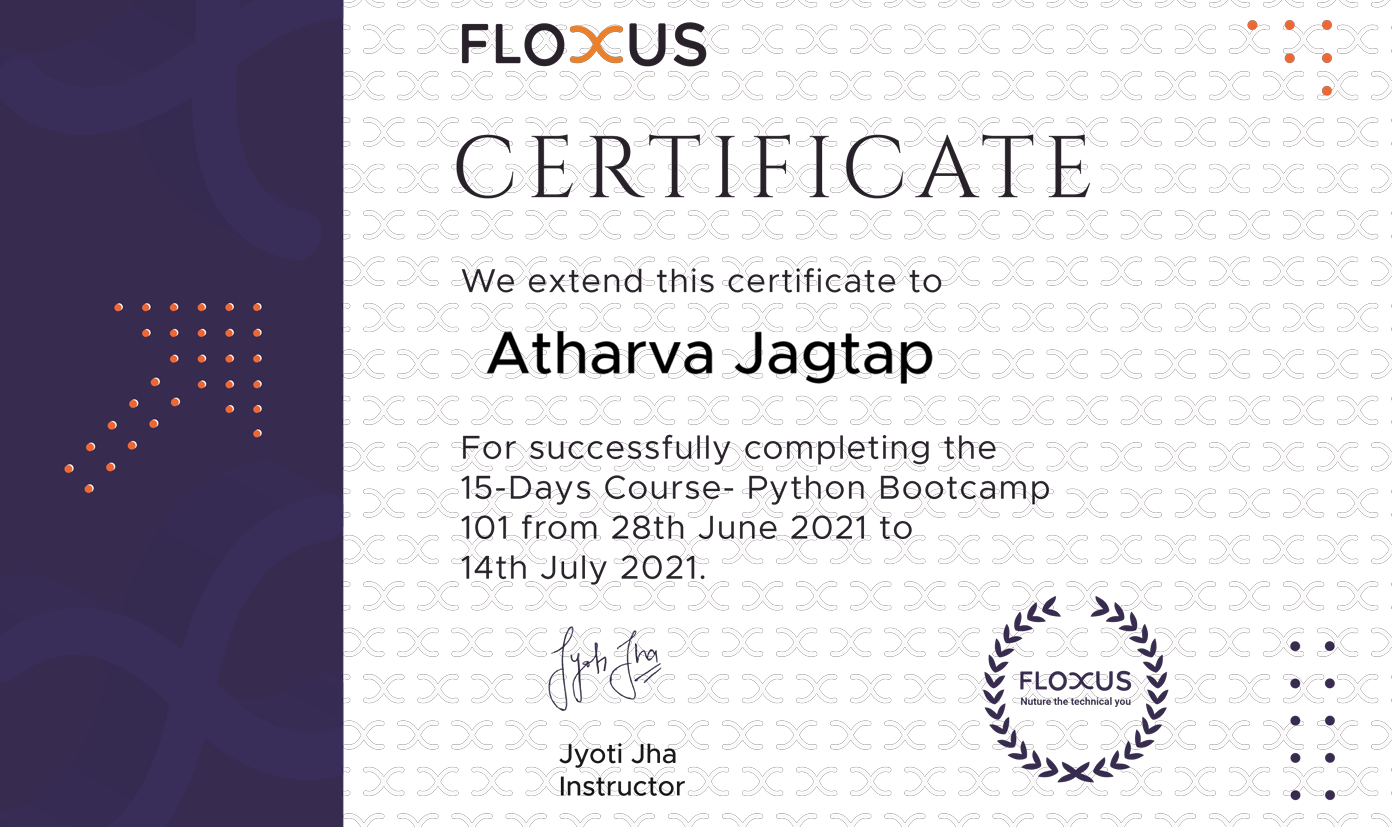 FLOXUS
CERTIFICATE
We extend this certificate to
Atharva Jagtap
For successfully completing the
15-Days Course- Python Bootcamp
101 from 28th June 2021 to
14th July 2021.
Jyoti Jha
Jyoti Jha
Instructor
FLOXUS
Nuture the technical you